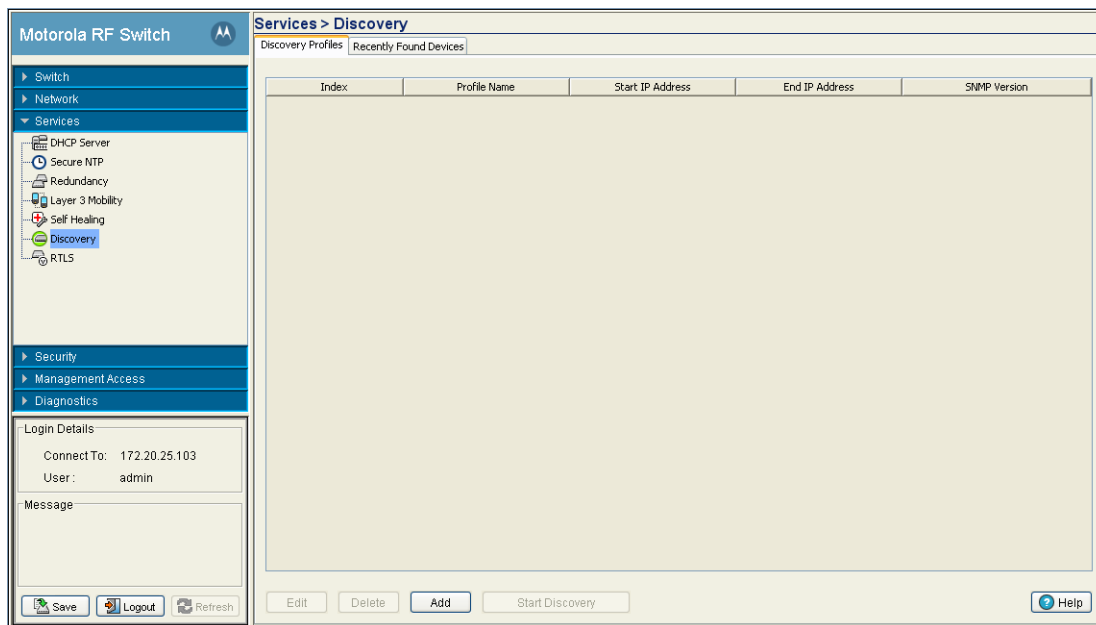 Motorola RF Switch
Switch
Network
Services
DHCP Server
Secure NTP
Redundancy
Layer 3 Mobility
Self Healing
Discovery
RTLS
Security
Management Access
Diagnostics
Login Details
Connect To: 172.20.25.103
User : admin
Message
Save Logout Refresh
Services > Discovery
Discovery Profiles Recently Found Devices
Index Profile Name Start IP Address End IP Address SNMP Version
Edit Delete Add Start Discovery Help